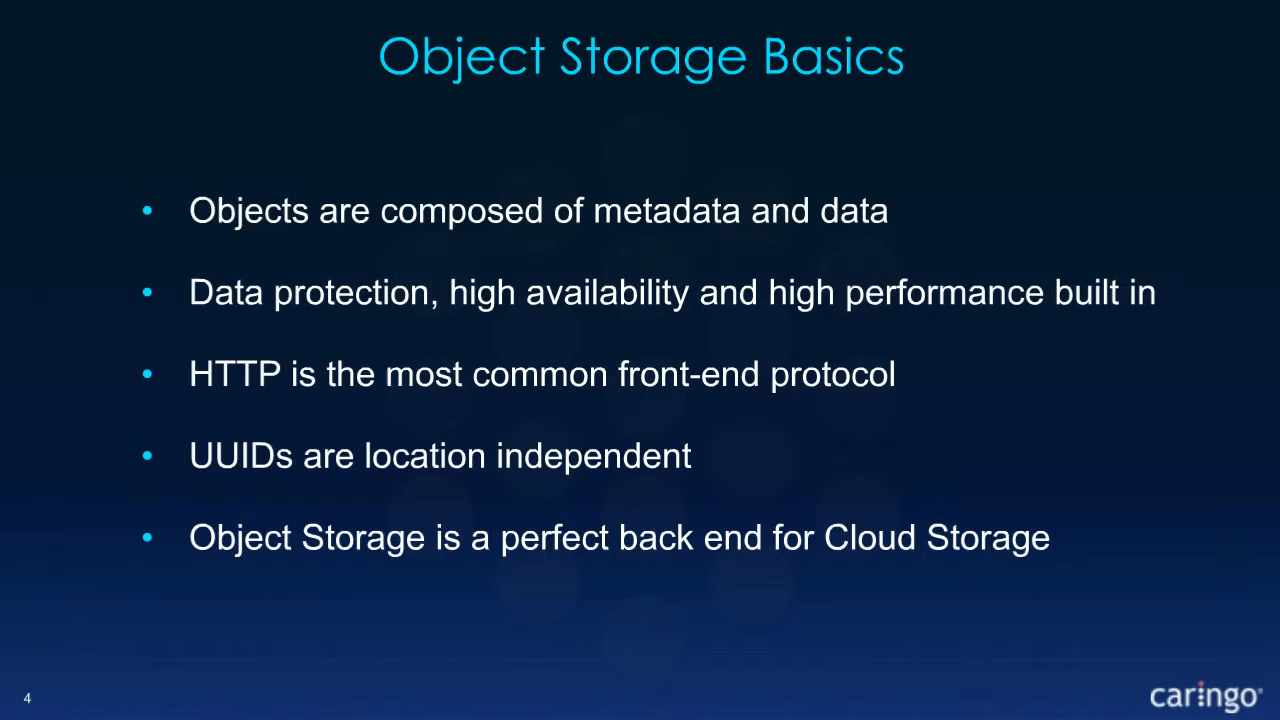 Object Storage Basics
• Objects are composed of metadata and data
• Data protection, high availability and high performance built in
• HTTP is the most common front-end protocol
• UUIDs are location independent
• Object Storage is a perfect back end for Cloud Storage
4
caringo